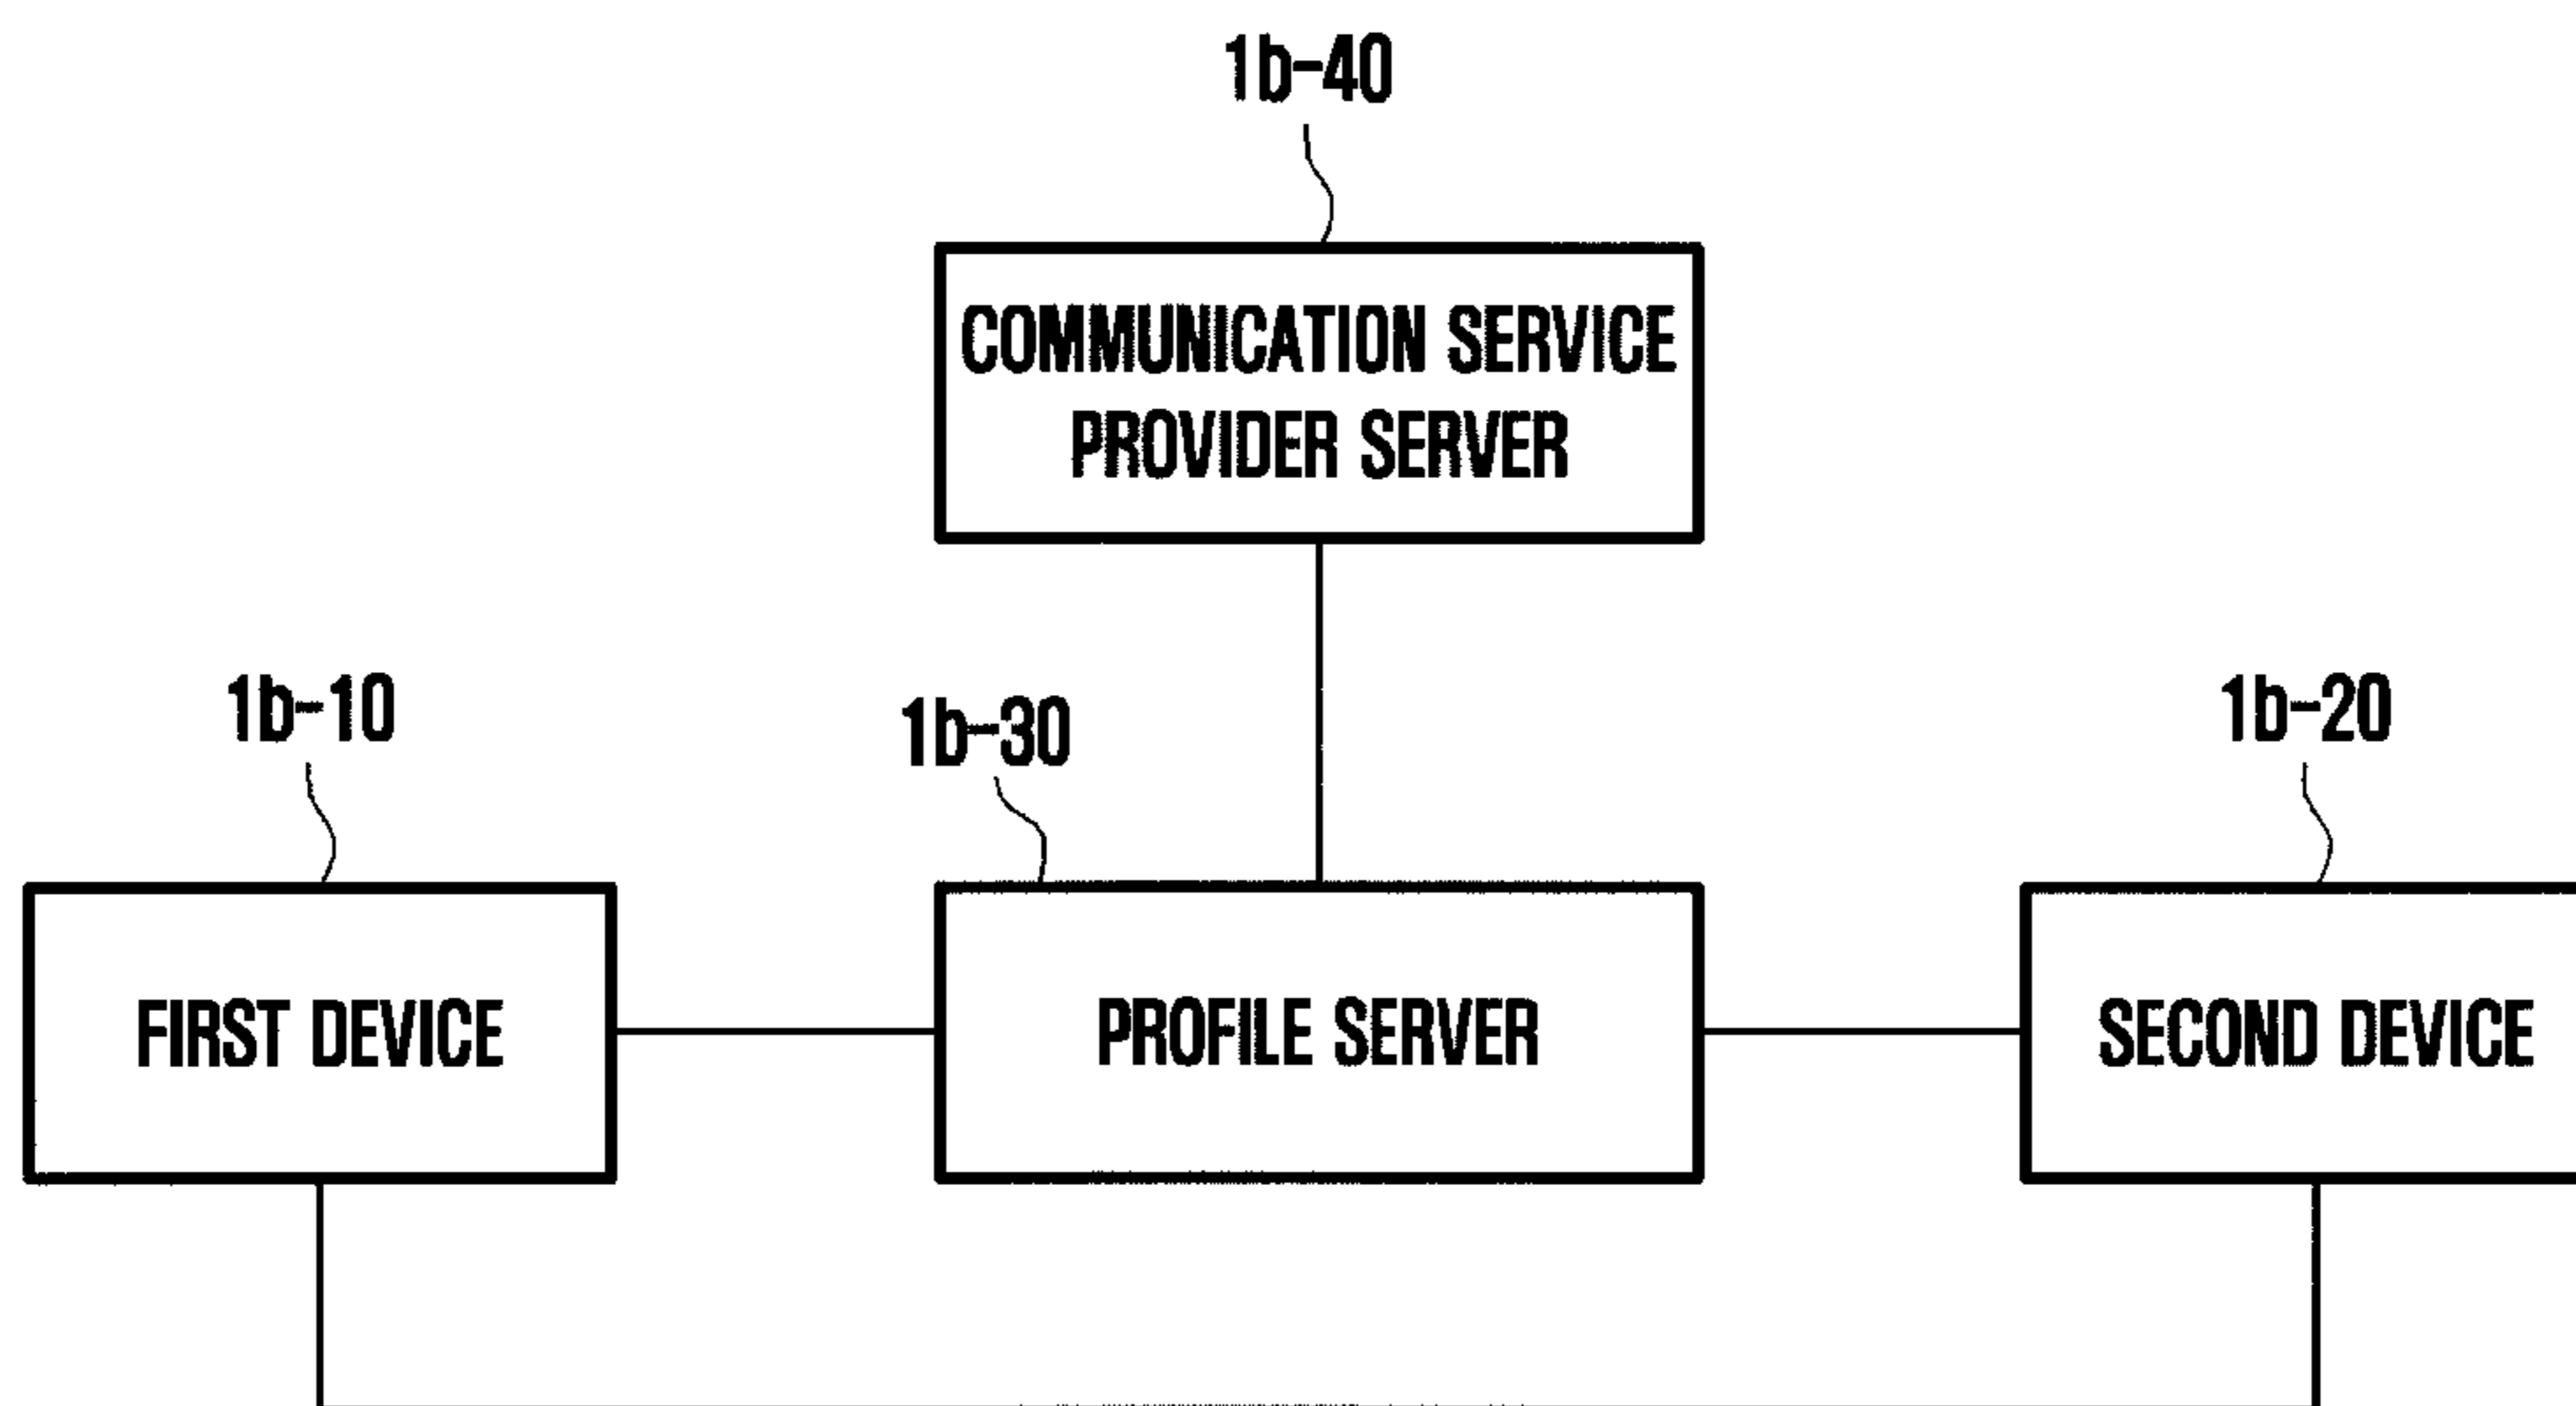 1b-40
COMMUNICATION SERVICE
PROVIDER SERVER
1b-10
1b-30
1b-20
FIRST DEVICE
PROFILE SERVER
SECOND DEVICE